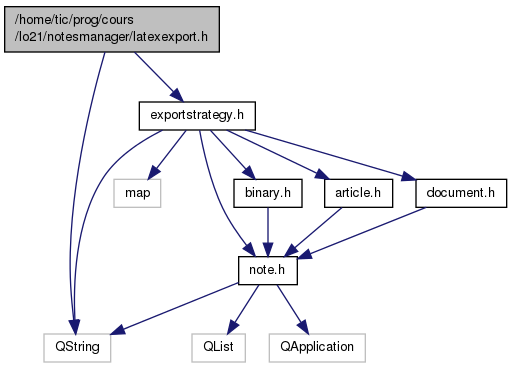 /home/tic/prog/cours
/lo21/notesmanager/latexexport.h
exportstrategy.h
map
binary.h
article.h
document.h
note.h
QString
QList
QApplication